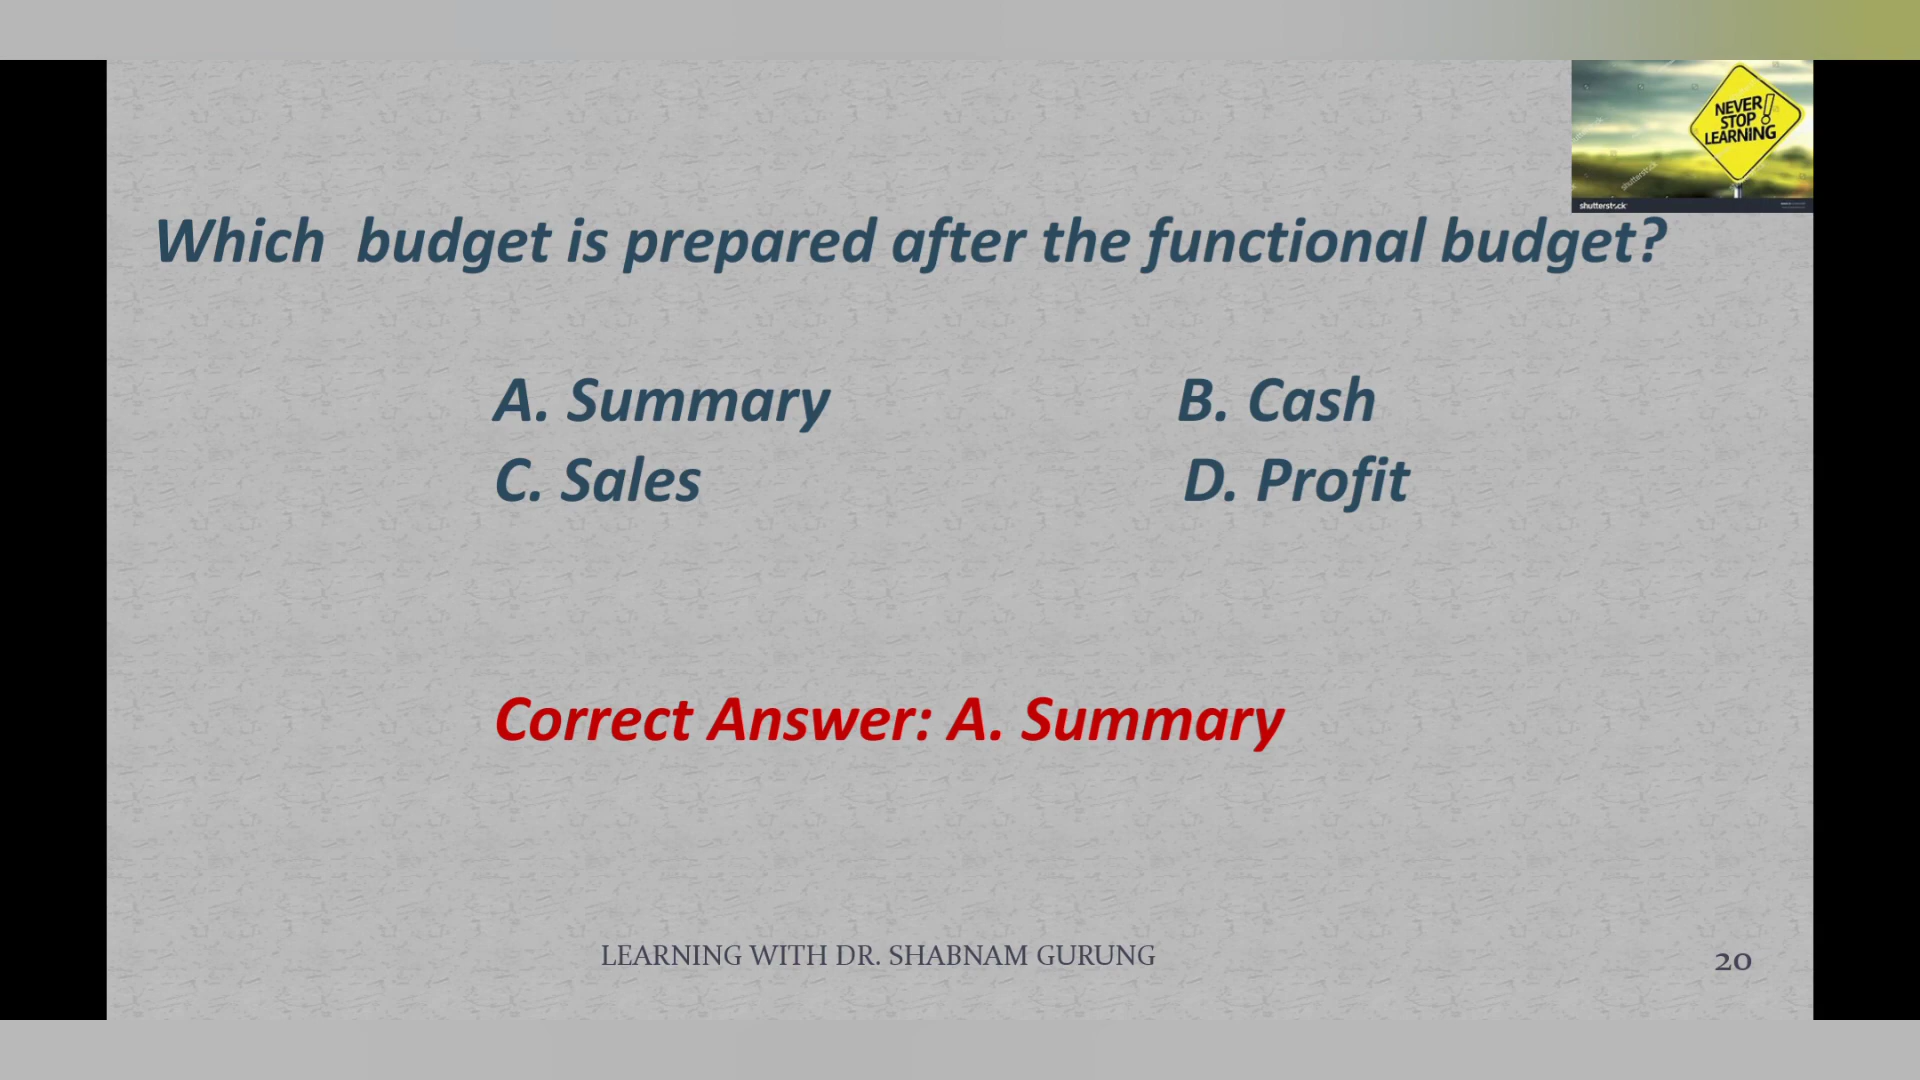 NEVER
STOP !
LEARNING
shutterstock
shutterstock
Which  budget is prepared after the functional budget?
A. Summary B. Cash
C. Sales D. Profit
Correct Answer: A. Summary
LEARNING WITH DR. SHABNAM GURUNG 20